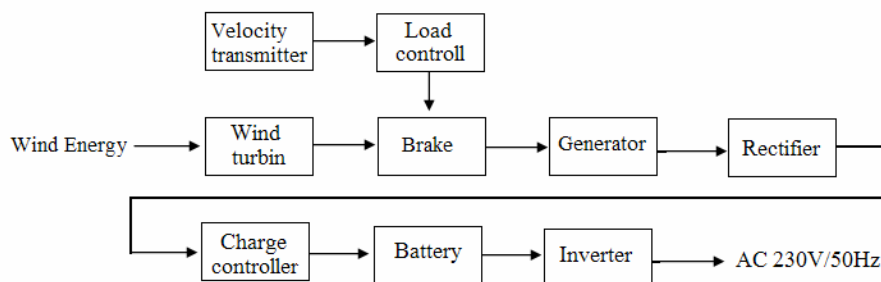 Velocity
transmitter
Load
controll
Wind Energy
Wind
turbin
Brake
Generator
Rectifier
Charge
controller
Battery
Inverter
AC 230V/50Hz